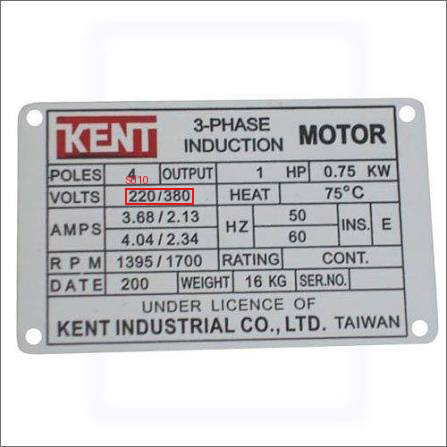 KENT 3-PHASE INDUCTION MOTOR
POLES 4 OUTPUT 1 HP 0.75 KW
S010
VOLTS 220/380 HEAT 75°C
AMPS 3.68/2.13 HZ 50 INS. E
4.04/2.34 60
RPM 1395/1700 RATING CONT.
DATE 200 WEIGHT 16 KG SER.NO.
UNDER LICENCE OF
KENT INDUSTRIAL CO., LTD. TAIWAN